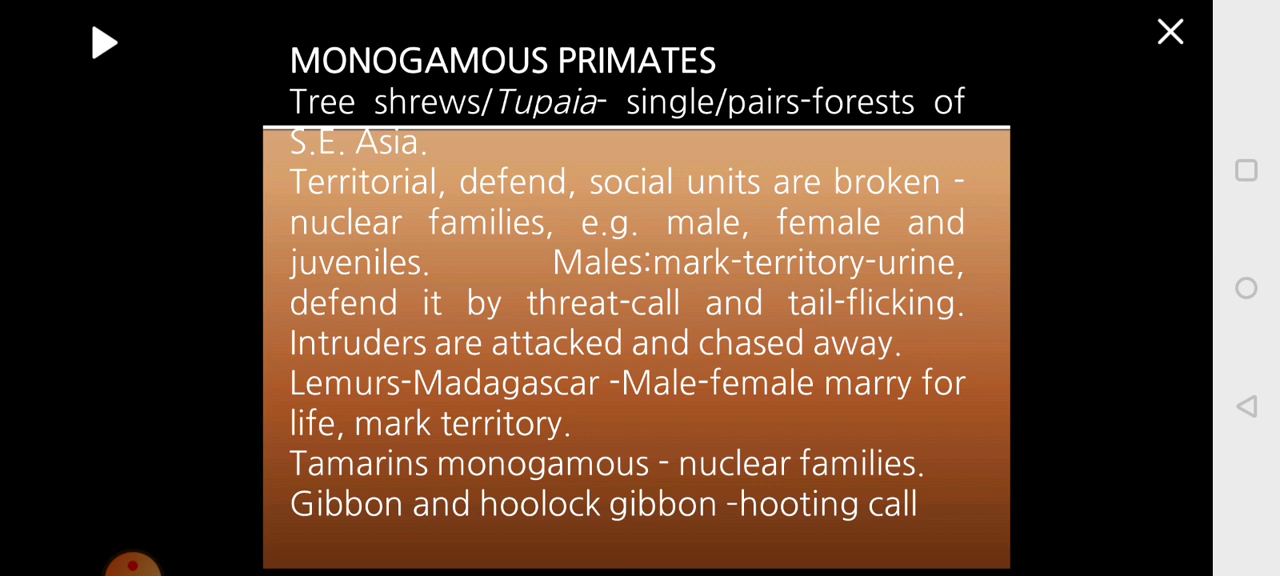 MONOGAMOUS PRIMATES
Tree shrews/Tupaia- single/pairs-forests of
S.E. Asia.
Territorial, defend, social units are broken -
nuclear families, e.g. male, female and
juveniles. Males:mark-territory-urine,
defend it by threat-call and tail-flicking.
Intruders are attacked and chased away.
Lemurs-Madagascar -Male-female marry for
life, mark territory.
Tamarins monogamous - nuclear families.
Gibbon and hoolock gibbon -hooting call